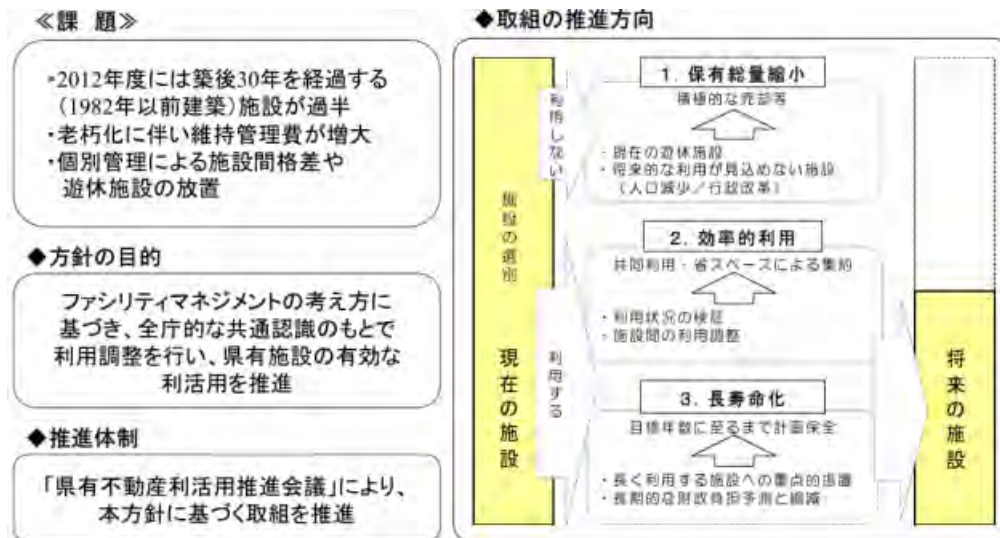 ≪課 題≫
・2012年度には築後30年を経過する
(1982年以前建築)施設が過半
・老朽化に伴い維持管理費が増大
・個別管理による施設間格差や
遊休施設の放置
◆方針の目的
ファシリティマネジメントの考え方に
基づき、全庁的な共通認識のもとで
利用調整を行い、県有施設の有効な
利活用を推進
◆推進体制
「県有不動産利活用推進会議」により、
本方針に基づく取組を推進
◆取組の推進方向
施設の選別
現在の施設
利用しない
1. 保有総量縮小
積極的な売却等
・現在の遊休施設
・将来的な利用が見込めない施設
(人口減少/行政改革)
利用する
2. 効率的利用
共同利用・省スペースによる集約
・利用状況の検証
・施設間の利用調整
3. 長寿命化
目標年数に至るまで計画保全
・長く利用する施設への重点的措置
・長期的な財政負担予測と縮減
将来の施設